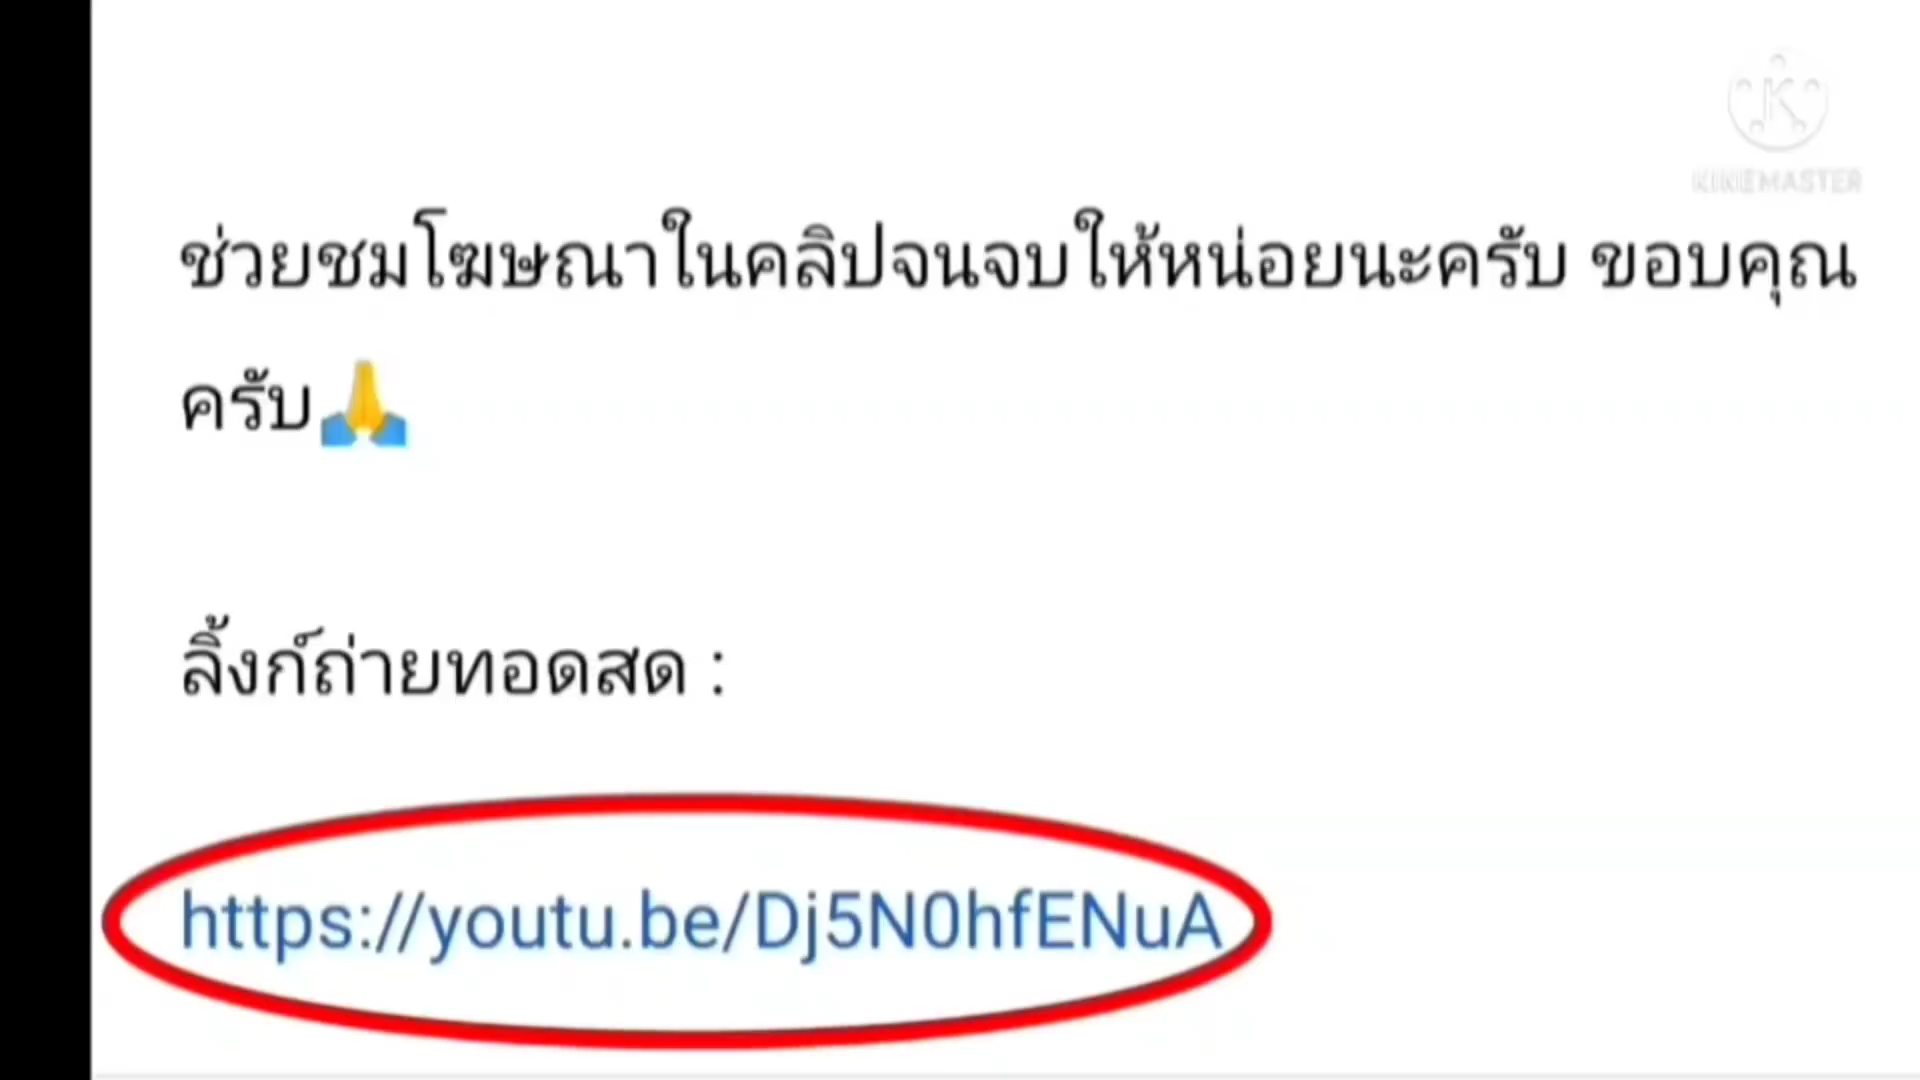 KINEMASTER
ช่วยชมโฆษณาในคลิปจนจบให้หน่อยนะครับ ขอบคุณ
ครับ🙏
ลิ้งก์ถ่ายทอดสด :
https://youtu.be/Dj5N0hfENuA